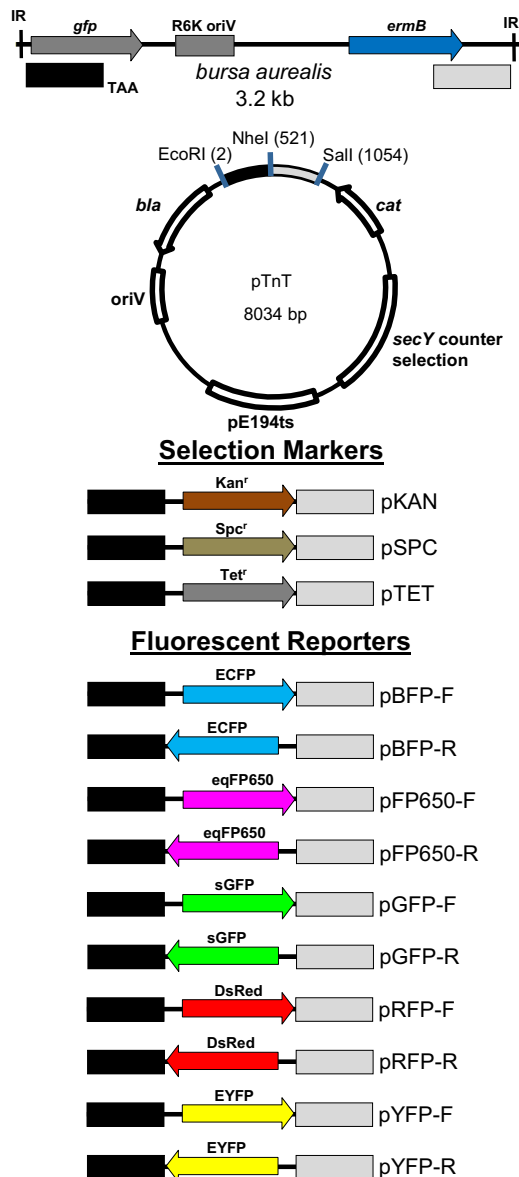 IR
gfp
R6K oriV
ermB
IR
TAA
bursa aurealis
3.2 kb
NheI (521)
EcoRI (2)
SalI (1054)
bla
cat
oriV
pTnT
8034 bp
secY counter
selection
pE194ts
Selection Markers
Kanʳ
pKAN
Spcʳ
pSPC
Tetʳ
pTET
Fluorescent Reporters
ECFP
pBFP-F
ECFP
pBFP-R
eqFP650
pFP650-F
eqFP650
pFP650-R
sGFP
pGFP-F
sGFP
pGFP-R
DsRed
pRFP-F
DsRed
pRFP-R
EYFP
pYFP-F
EYFP
pYFP-R